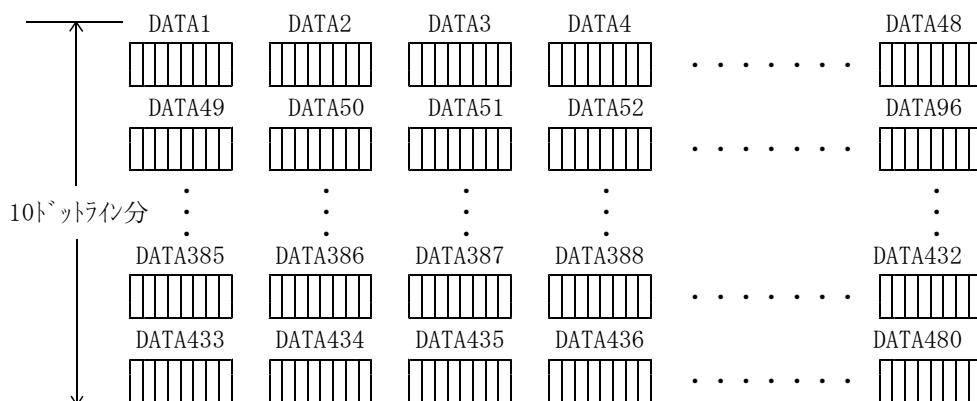 DATA1 DATA2 DATA3 DATA4 DATA48
・・・・・・・
DATA49 DATA50 DATA51 DATA52 DATA96
・・・・・・・
10ﾄﾞｯﾄﾗｲﾝ分
DATA385 DATA386 DATA387 DATA388 DATA432
・・・・・・・
DATA433 DATA434 DATA435 DATA436 DATA480
・・・・・・・